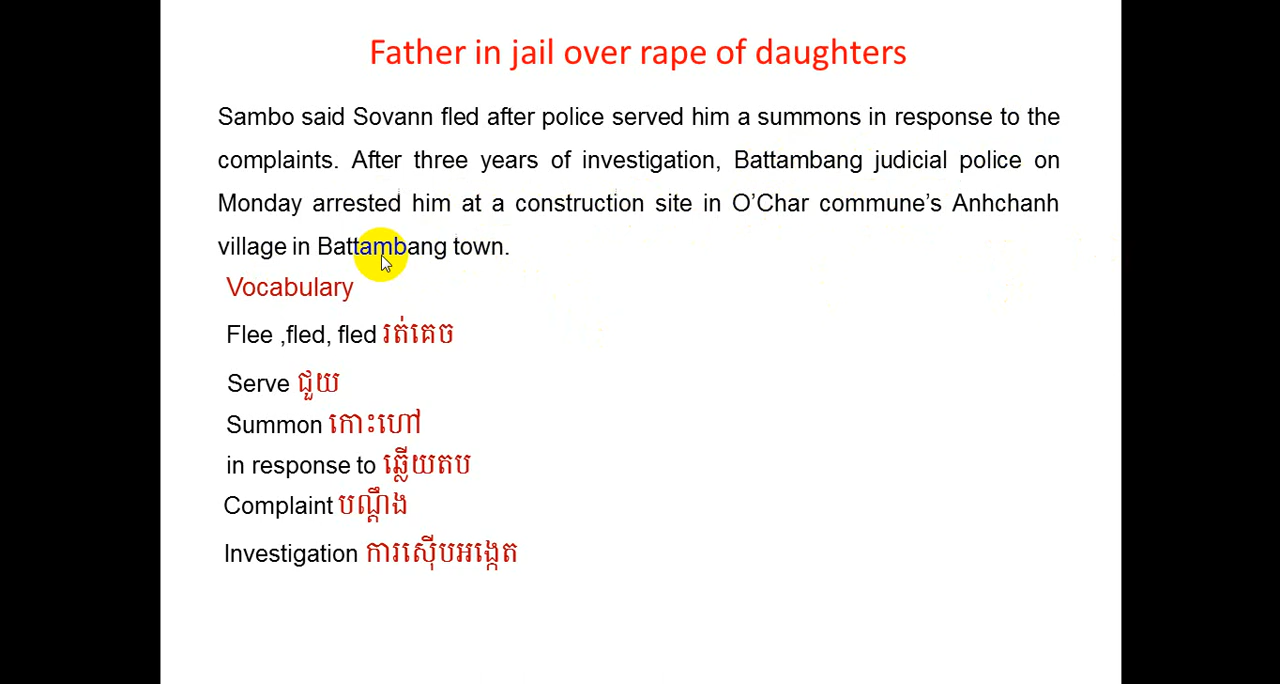 Father in jail over rape of daughters
Sambo said Sovann fled after police served him a summons in response to the
complaints. After three years of investigation, Battambang judicial police on
Monday arrested him at a construction site in O’Char commune’s Anhchanh
village in Battambang town.
Vocabulary
Flee ,fled, fled រត់គេច
Serve ជួយ
Summon កោះហៅ
in response to ឆ្លើយតប
Complaint បណ្ដឹង
Investigation ការស៊ើបអង្កេត